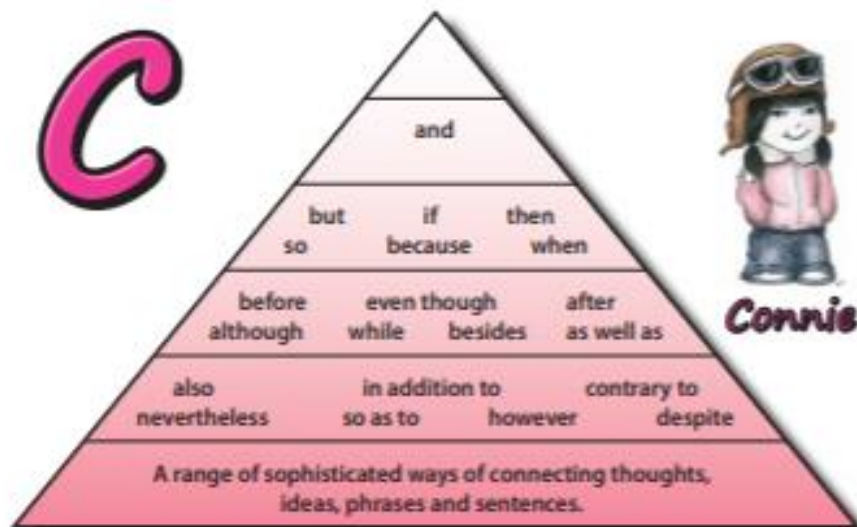 C
and
but if then
so because when
before even though after
although while besides as well as
Connie
also in addition to contrary to
nevertheless so as to however despite
A range of sophisticated ways of connecting thoughts,
ideas, phrases and sentences.